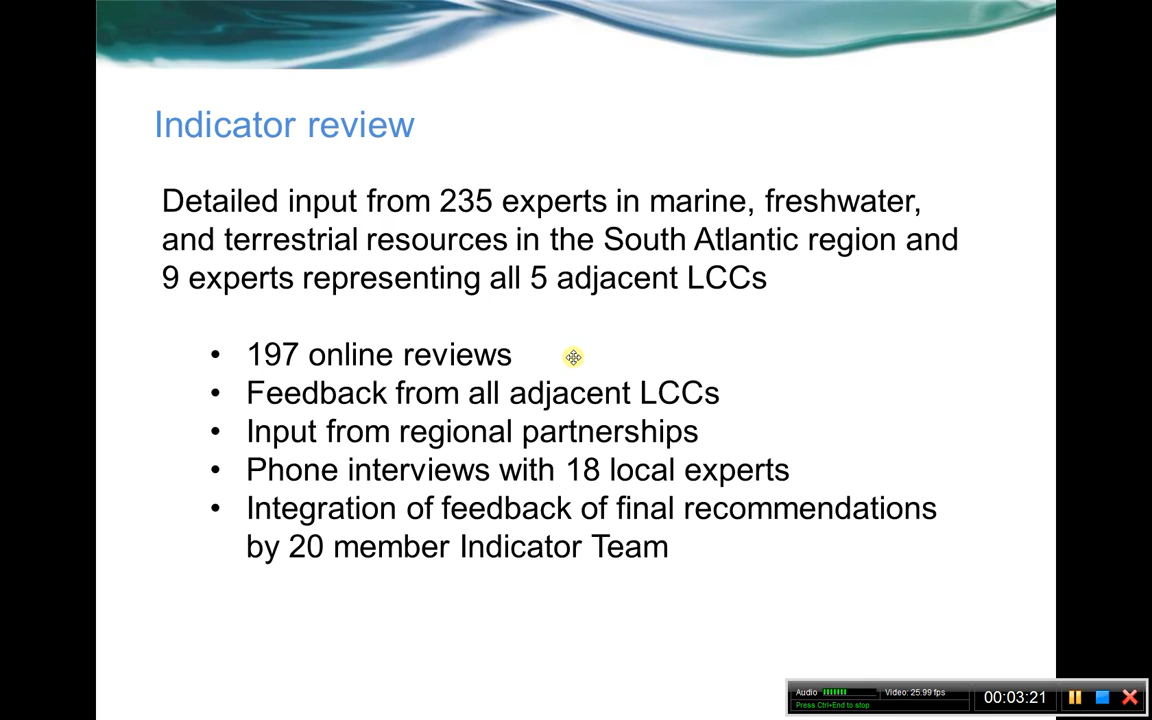 Indicator review
Detailed input from 235 experts in marine, freshwater,
and terrestrial resources in the South Atlantic region and
9 experts representing all 5 adjacent LCCs
• 197 online reviews
• Feedback from all adjacent LCCs
• Input from regional partnerships
• Phone interviews with 18 local experts
• Integration of feedback of final recommendations
by 20 member Indicator Team
Audio Video: 25.99 fps 00:03:21
Press Ctrl+End to stop